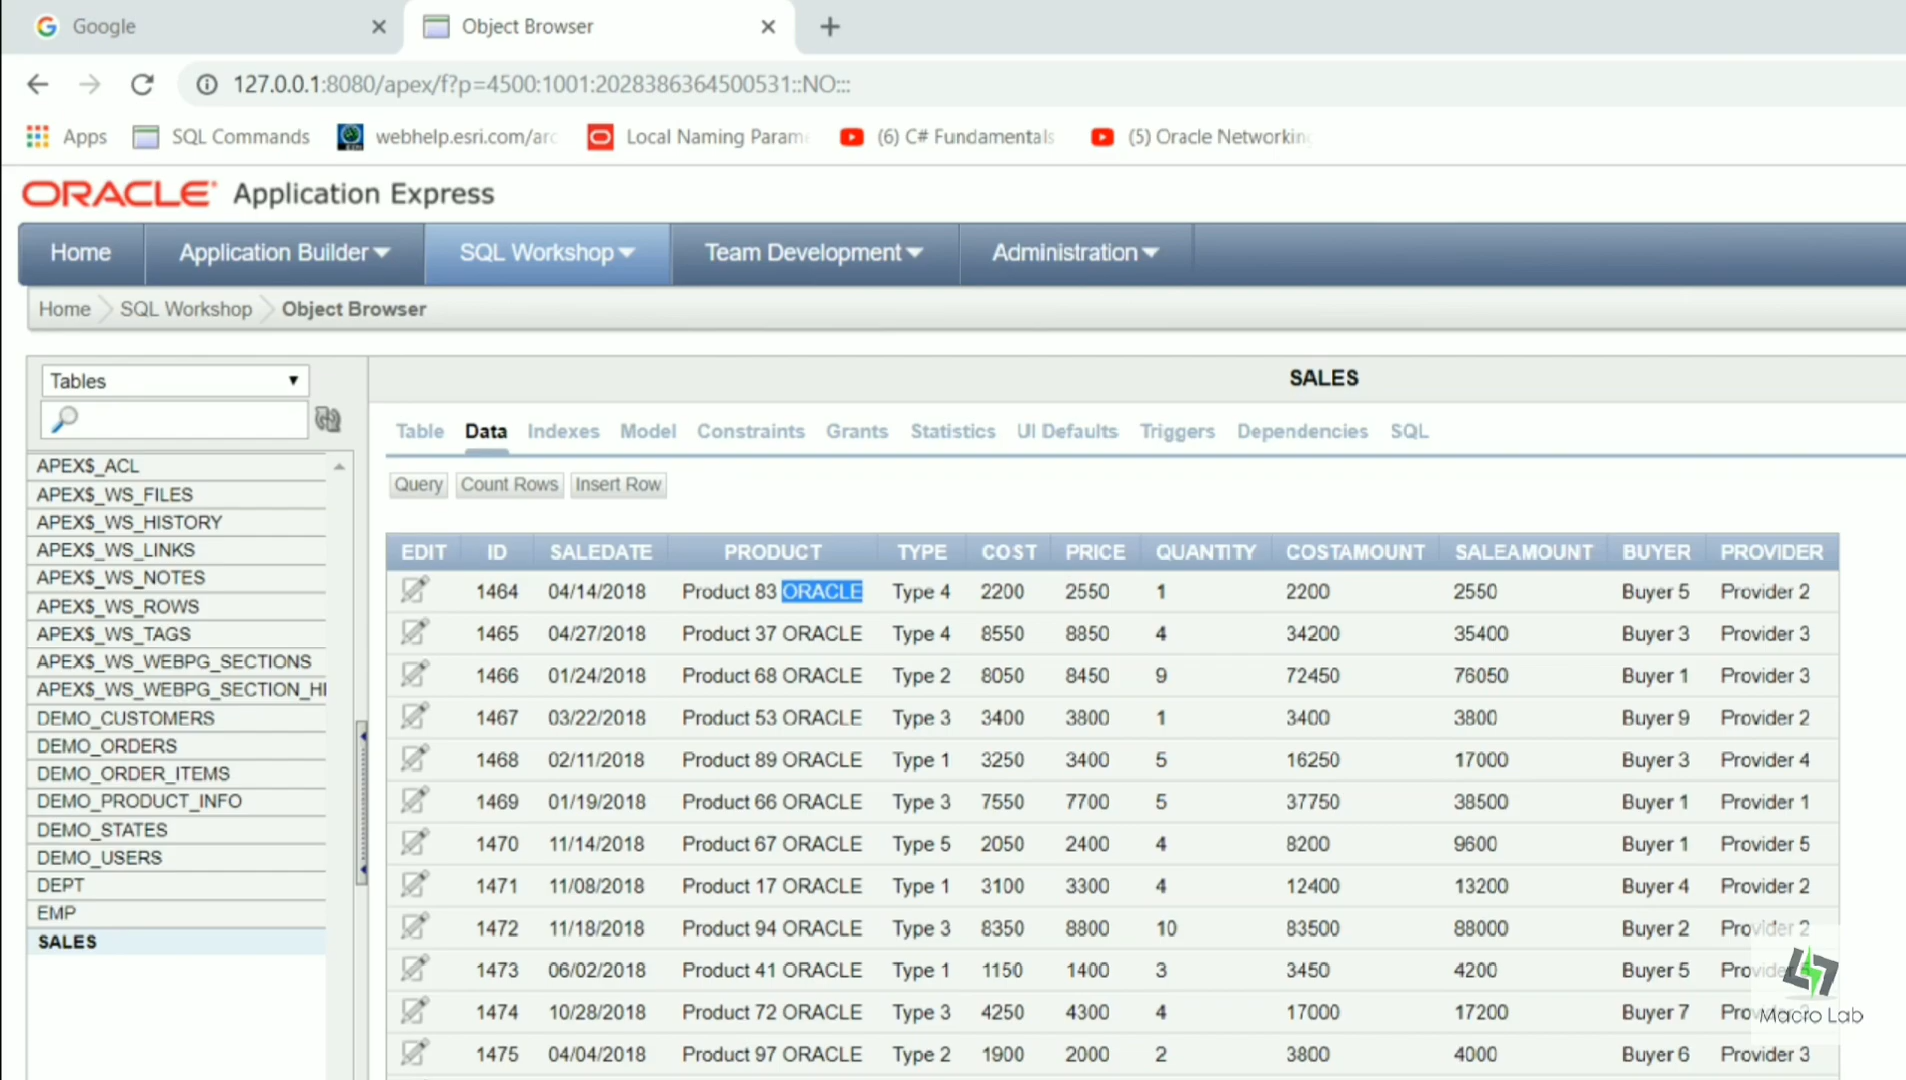 Google
Object Browser
127.0.0.1:8080/apex/f?p=4500:1001:2028386364500531::NO:::
Apps SQL Commands webhelp.esri.com/arc Local Naming Parame (6) C# Fundamentals (5) Oracle Networking
ORACLE Application Express
Home Application Builder SQL Workshop Team Development Administration
Home SQL Workshop Object Browser
Tables
APEX$_ACL
APEX$_WS_FILES
APEX$_WS_HISTORY
APEX$_WS_LINKS
APEX$_WS_NOTES
APEX$_WS_ROWS
APEX$_WS_TAGS
APEX$_WS_WEBPG_SECTIONS
APEX$_WS_WEBPG_SECTION_HI
DEMO_CUSTOMERS
DEMO_ORDERS
DEMO_ORDER_ITEMS
DEMO_PRODUCT_INFO
DEMO_STATES
DEMO_USERS
DEPT
EMP
SALES
SALES
Table Data Indexes Model Constraints Grants Statistics UI Defaults Triggers Dependencies SQL
Query Count Rows Insert Row
EDIT ID SALEDATE PRODUCT TYPE COST PRICE QUANTITY COSTAMOUNT SALEAMOUNT BUYER PROVIDER
1464 04/14/2018 Product 83 ORACLE Type 4 2200 2550 1 2200 2550 Buyer 5 Provider 2
1465 04/27/2018 Product 37 ORACLE Type 4 8550 8850 4 34200 35400 Buyer 3 Provider 3
1466 01/24/2018 Product 68 ORACLE Type 2 8050 8450 9 72450 76050 Buyer 1 Provider 3
1467 03/22/2018 Product 53 ORACLE Type 3 3400 3800 1 3400 3800 Buyer 9 Provider 2
1468 02/11/2018 Product 89 ORACLE Type 1 3250 3400 5 16250 17000 Buyer 3 Provider 4
1469 01/19/2018 Product 66 ORACLE Type 3 7550 7700 5 37750 38500 Buyer 1 Provider 1
1470 11/14/2018 Product 67 ORACLE Type 5 2050 2400 4 8200 9600 Buyer 1 Provider 5
1471 11/08/2018 Product 17 ORACLE Type 1 3100 3300 4 12400 13200 Buyer 4 Provider 2
1472 11/18/2018 Product 94 ORACLE Type 3 8350 8800 10 83500 88000 Buyer 2 Provider 2
1473 06/02/2018 Product 41 ORACLE Type 1 1150 1400 3 3450 4200 Buyer 5
1474 10/28/2018 Product 72 ORACLE Type 3 4250 4300 4 17000 17200 Buyer 7
1475 04/04/2018 Product 97 ORACLE Type 2 1900 2000 2 3800 4000 Buyer 6 Provider 3
Macro Lab